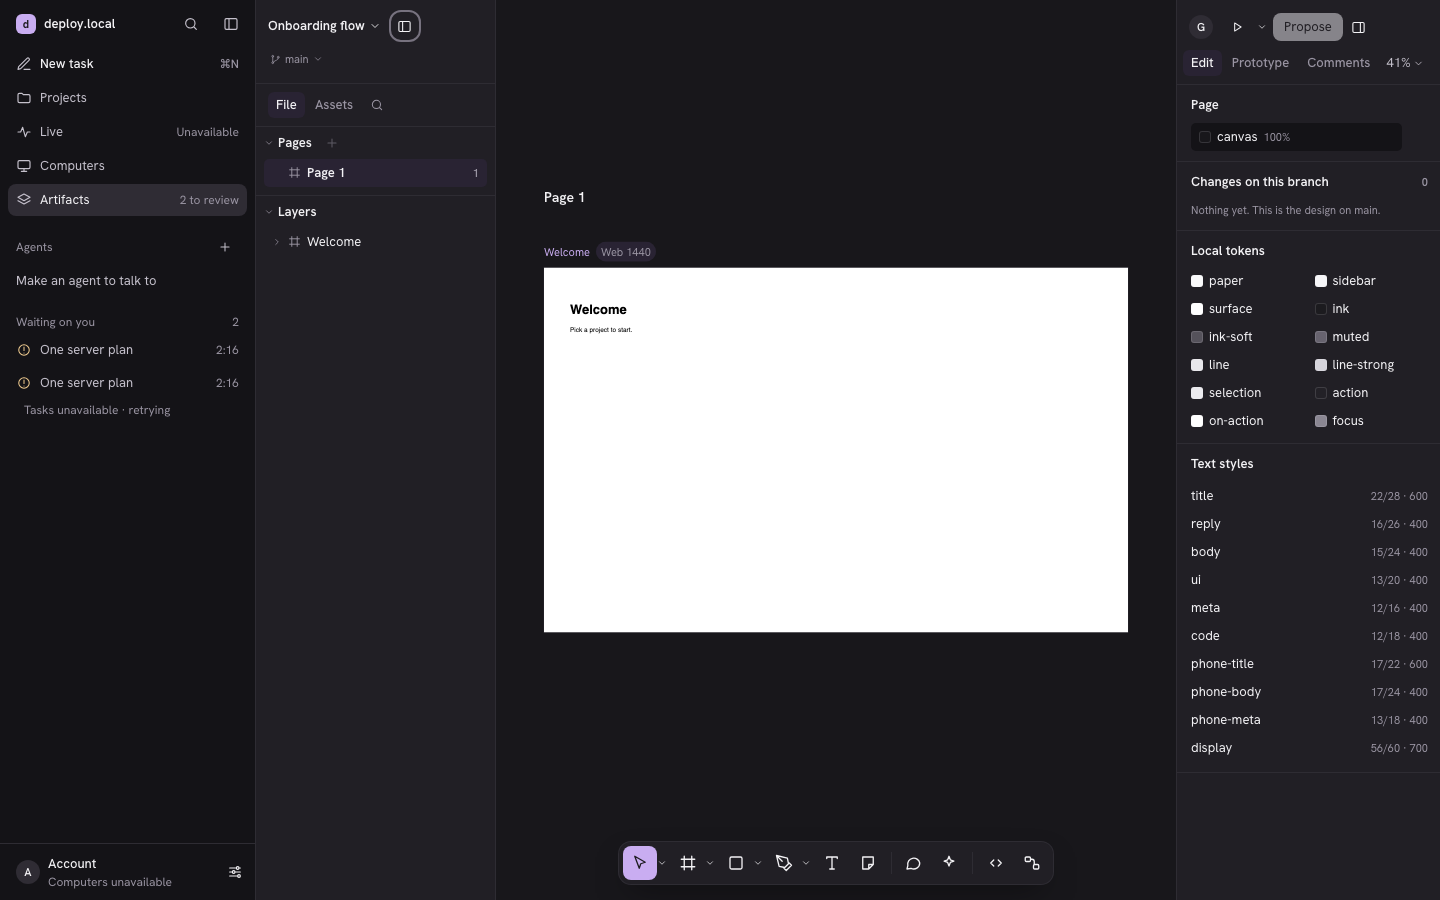 d deploy.local
New task ⌘N
Projects
Live Unavailable
Computers
Artifacts 2 to review
Agents
Make an agent to talk to
Waiting on you 2
One server plan 2:16
One server plan 2:16
Tasks unavailable · retrying
A Account
Computers unavailable
Onboarding flow
main
File Assets
Pages
Page 1 1
Layers
Welcome
Page 1
Welcome Web 1440
Welcome
Pick a project to start.
G Propose
Edit Prototype Comments 41%
Page
canvas 100%
Changes on this branch 0
Nothing yet. This is the design on main.
Local tokens
paper sidebar
surface ink
ink-soft muted
line line-strong
selection action
on-action focus
Text styles
title 22/28 · 600
reply 16/26 · 400
body 15/24 · 400
ui 13/20 · 400
meta 12/16 · 400
code 12/18 · 400
phone-title 17/22 · 600
phone-body 17/24 · 400
phone-meta 13/18 · 400
display 56/60 · 700